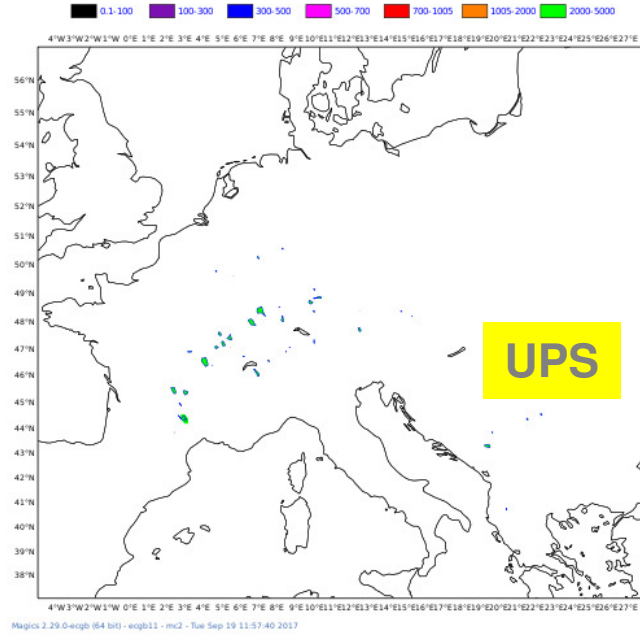 0.1-100 100-300 300-500 500-700 700-1005 1005-2000 2000-5000
4°W3°W2°W1°W0°E 1°E 2°E 3°E 4°E 5°E 6°E 7°E 8°E 9°E10°E11°E12°E13°E14°E15°E16°E17°E18°E19°E20°E21°E22°E23°E24°E25°E26°E27°E
56°N
55°N
54°N
53°N
52°N
51°N
50°N
49°N
48°N
47°N
46°N
45°N
44°N
43°N
42°N
41°N
40°N
39°N
38°N
UPS
4°W3°W2°W1°W0°E 1°E 2°E 3°E 4°E 5°E 6°E 7°E 8°E 9°E10°E11°E12°E13°E14°E15°E16°E17°E18°E19°E20°E21°E22°E23°E24°E25°E26°E27°E
Magics 2.29.0-ecgb (64 bit) - ecgb11 - mc2 - Tue Sep 19 11:57:40 2017